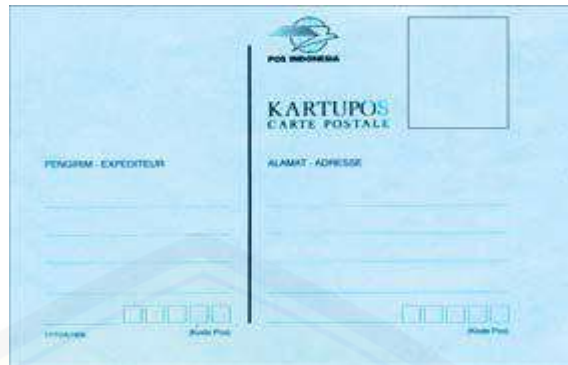 POS INDONESIA
KARTUPOS
CARTE POSTALE
PENGIRIM - EXPEDITEUR
ALAMAT - ADRESSE
(Kode Pos)
(Kode Pos)